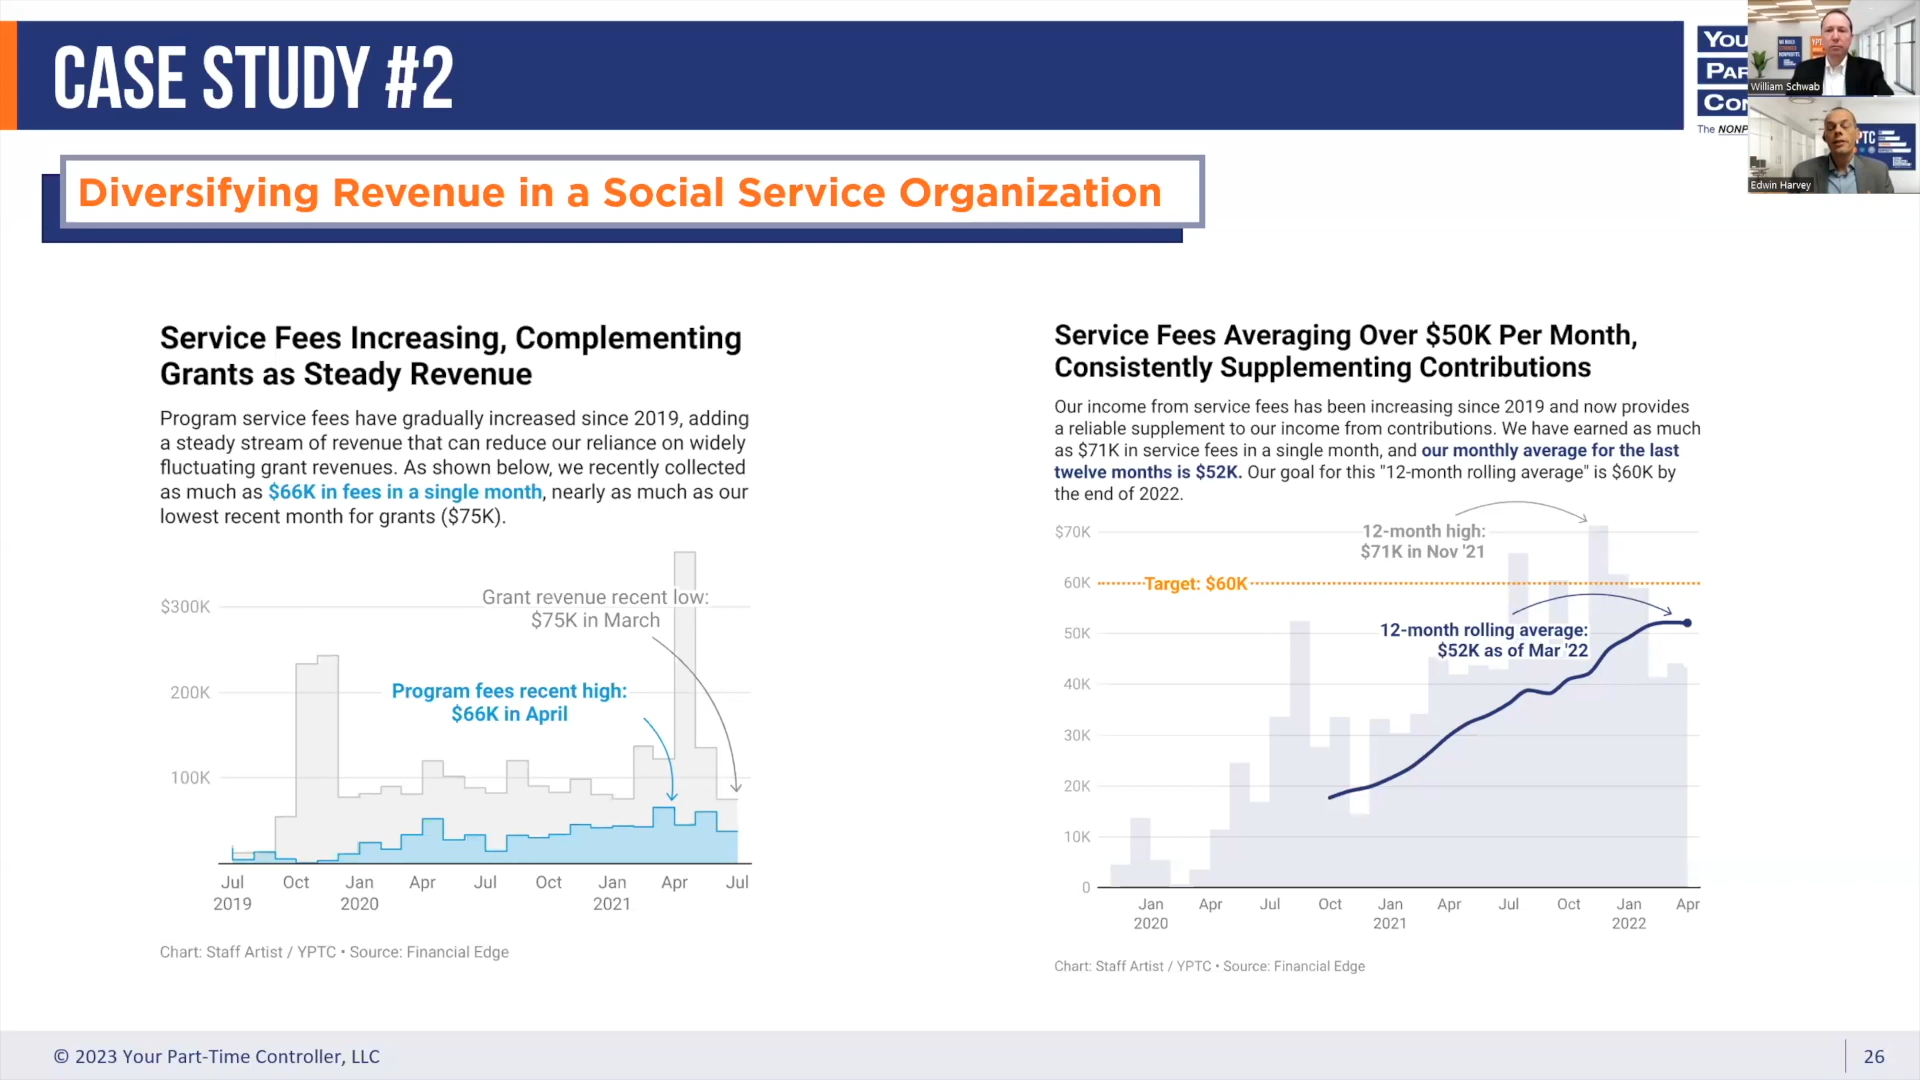 CASE STUDY #2
You
Par
Con
The NONP
William Schwab
Edwin Harvey
Diversifying Revenue in a Social Service Organization
Service Fees Increasing, Complementing
Grants as Steady Revenue
Program service fees have gradually increased since 2019, adding
a steady stream of revenue that can reduce our reliance on widely
fluctuating grant revenues. As shown below, we recently collected
as much as $66K in fees in a single month, nearly as much as our
lowest recent month for grants ($75K).
Grant revenue recent low:
$75K in March
Program fees recent high:
$66K in April
$300K
200K
100K
Jul Oct Jan Apr Jul Oct Jan Apr Jul
2019 2020 2021
Chart: Staff Artist / YPTC • Source: Financial Edge
Service Fees Averaging Over $50K Per Month,
Consistently Supplementing Contributions
Our income from service fees has been increasing since 2019 and now provides
a reliable supplement to our income from contributions. We have earned as much
as $71K in service fees in a single month, and our monthly average for the last
twelve months is $52K. Our goal for this "12-month rolling average" is $60K by
the end of 2022.
12-month high:
$71K in Nov '21
Target: $60K
12-month rolling average:
$52K as of Mar '22
$70K
60K
50K
40K
30K
20K
10K
0
Jan Apr Jul Oct Jan Apr Jul Oct Jan Apr
2020 2021 2022
Chart: Staff Artist / YPTC • Source: Financial Edge
© 2023 Your Part-Time Controller, LLC
26